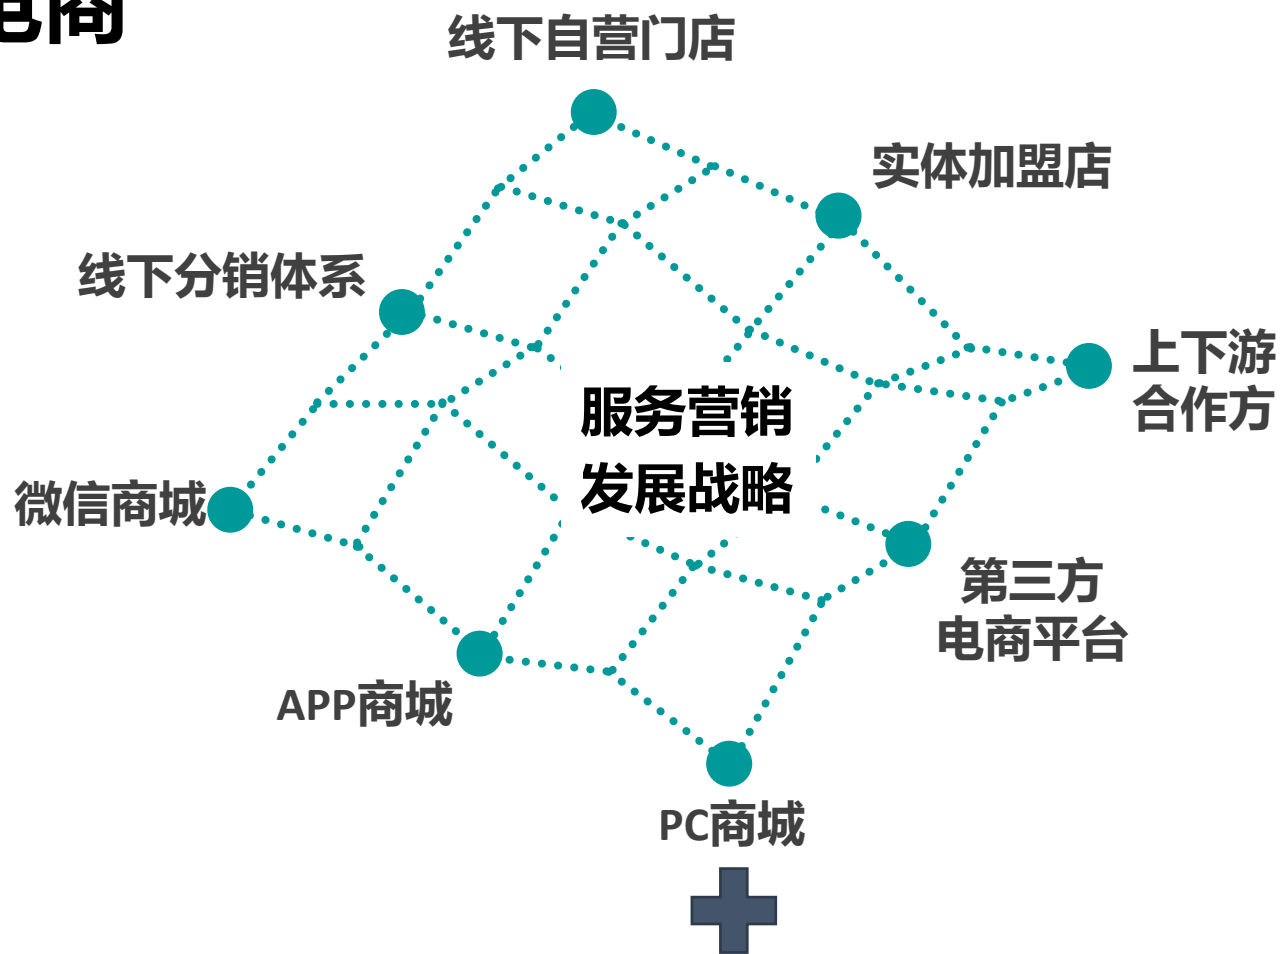 电商
线下自营门店
实体加盟店
线下分销体系
上下游
合作方
服务营销
发展战略
微信商城
第三方
电商平台
APP商城
PC商城